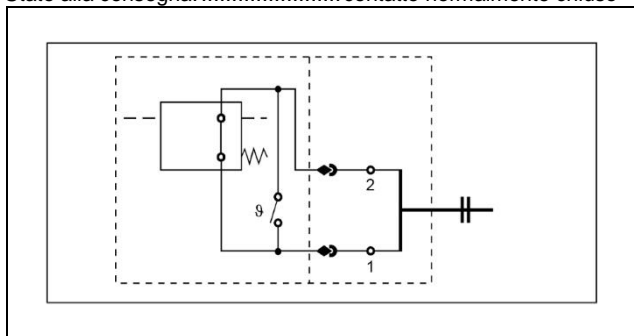 Stato alla consegna:............................contatto normalmente chiuso
ϑ
2
1